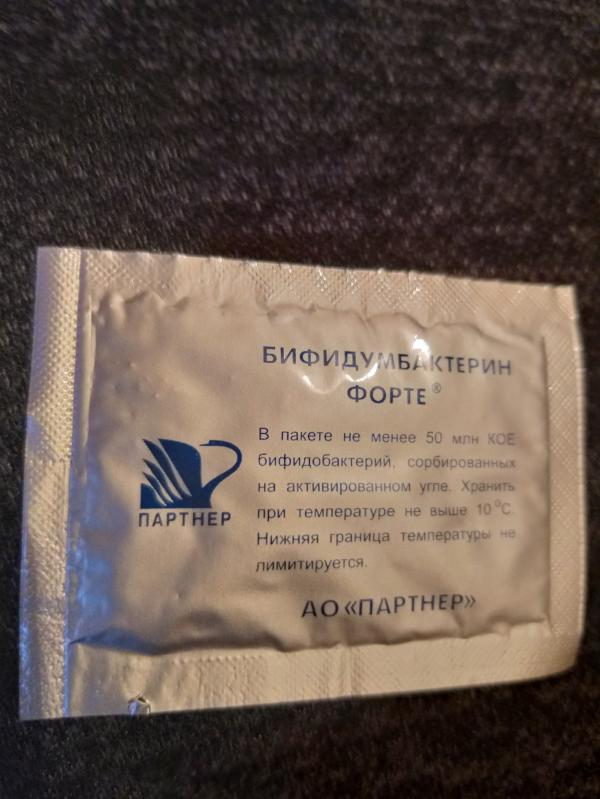 БИФИДУМБАКТЕРИН
ФОРТЕ®
В пакете не менее 50 млн КОЕ
бифидобактерий, сорбированных
на активированном угле. Хранить
при температуре не выше 10 °С.
Нижняя граница температуры не
лимитируется.
ПАРТНЕР
АО «ПАРТНЕР»